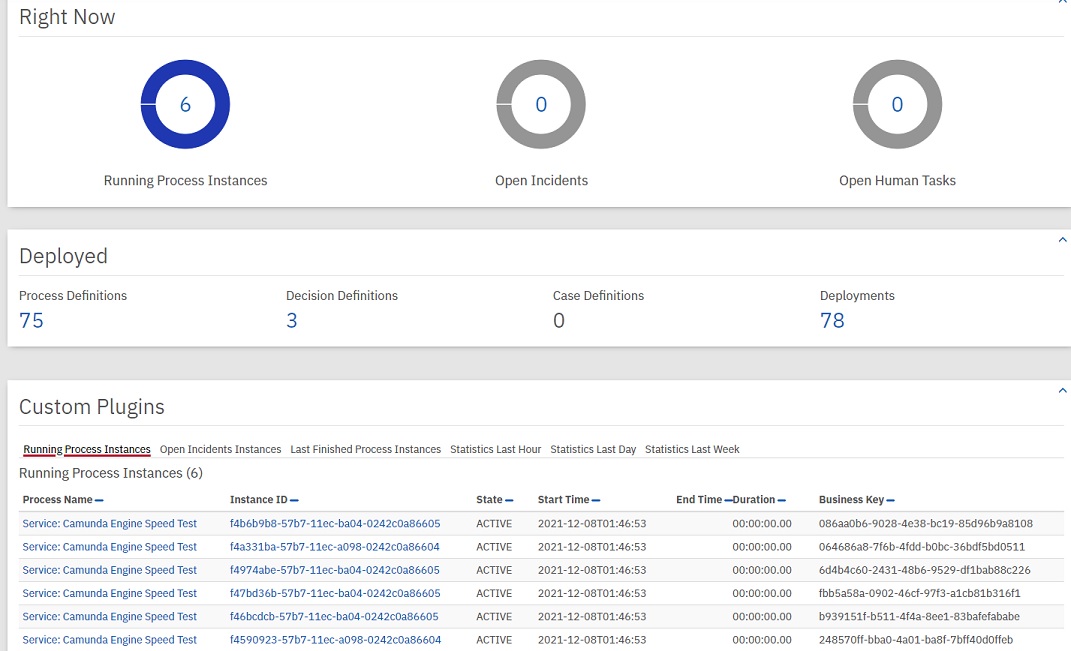 Right Now
6 0 0
Running Process Instances Open Incidents Open Human Tasks
Deployed
Process Definitions Decision Definitions Case Definitions Deployments
75 3 0 78
Custom Plugins
Running Process Instances Open Incidents Instances Last Finished Process Instances Statistics Last Hour Statistics Last Day Statistics Last Week
Running Process Instances (6)
Process Name Instance ID State Start Time End Time Duration Business Key
Service: Camunda Engine Speed Test f4b6b9b8-57b7-11ec-ba04-0242c0a86605 ACTIVE 2021-12-08T01:46:53 00:00:00.00 086aa0b6-9028-4e38-bc19-85d96b9a8108
Service: Camunda Engine Speed Test f4a331ba-57b7-11ec-a098-0242c0a86604 ACTIVE 2021-12-08T01:46:53 00:00:00.00 064686a8-7f6b-4fdd-b0bc-36bdf5bd0511
Service: Camunda Engine Speed Test f4974abe-57b7-11ec-ba04-0242c0a86605 ACTIVE 2021-12-08T01:46:53 00:00:00.00 6d4b4c60-2431-48b6-9529-df1bab88c226
Service: Camunda Engine Speed Test f47bd36b-57b7-11ec-ba04-0242c0a86605 ACTIVE 2021-12-08T01:46:53 00:00:00.00 fbb5a58a-0902-46cf-97f3-a1cb81b316f1
Service: Camunda Engine Speed Test f46bcdcb-57b7-11ec-ba04-0242c0a86605 ACTIVE 2021-12-08T01:46:53 00:00:00.00 b939151f-b511-4f4a-8ee1-83bafefababe
Service: Camunda Engine Speed Test f4590923-57b7-11ec-a098-0242c0a86604 ACTIVE 2021-12-08T01:46:53 00:00:00.00 248570ff-bba0-4a01-ba8f-7bff40d0ffeb